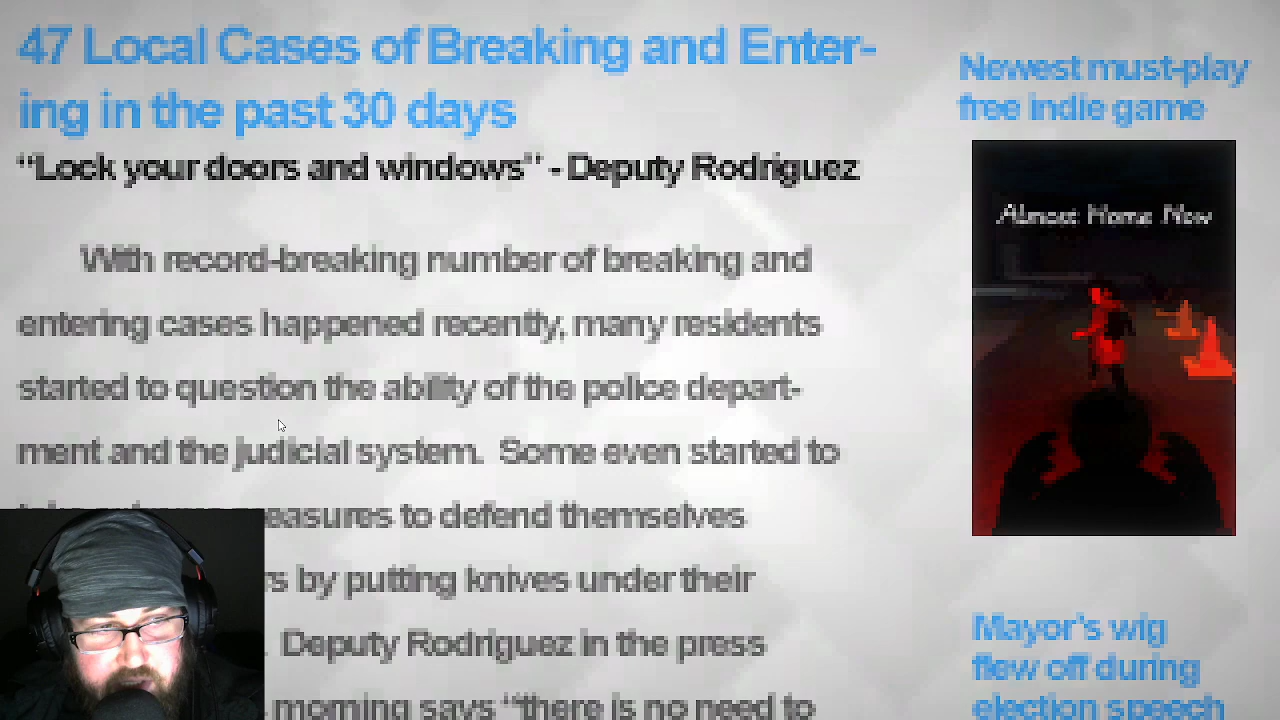 47 Local Cases of Breaking and Enter-
ing in the past 30 days
“Lock your doors and windows” - Deputy Rodriguez
With record-breaking number of breaking and
entering cases happened recently, many residents
started to question the ability of the police depart-
ment and the judicial system. Some even started to
easures to defend themselves
by putting knives under their
Deputy Rodriguez in the press
morning says “there is no need to
Newest must-play
free indie game
Almost Home Now
Mayor's wig
flew off during
election speech